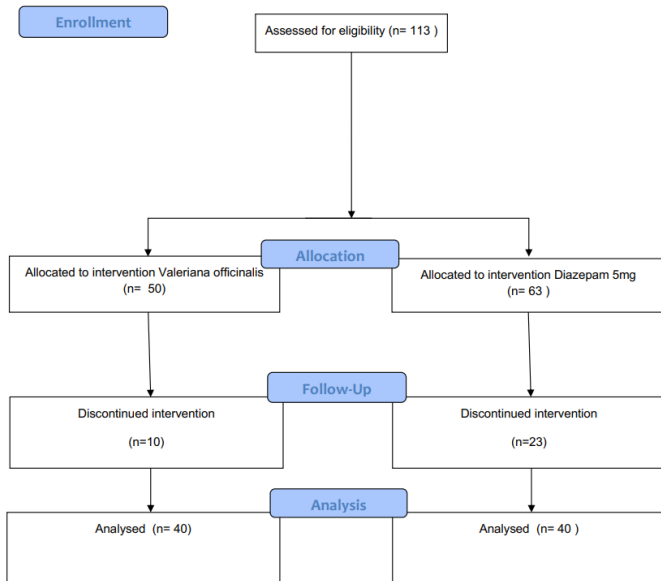 Enrollment
Assessed for eligibility (n= 113 )
Allocation
Allocated to intervention Valeriana officinalis
(n=  50)
Allocated to intervention Diazepam 5mg
(n= 63 )
Follow-Up
Discontinued intervention
(n=10)
Discontinued intervention
(n=23)
Analysis
Analysed  (n= 40)
Analysed  (n= 40 )